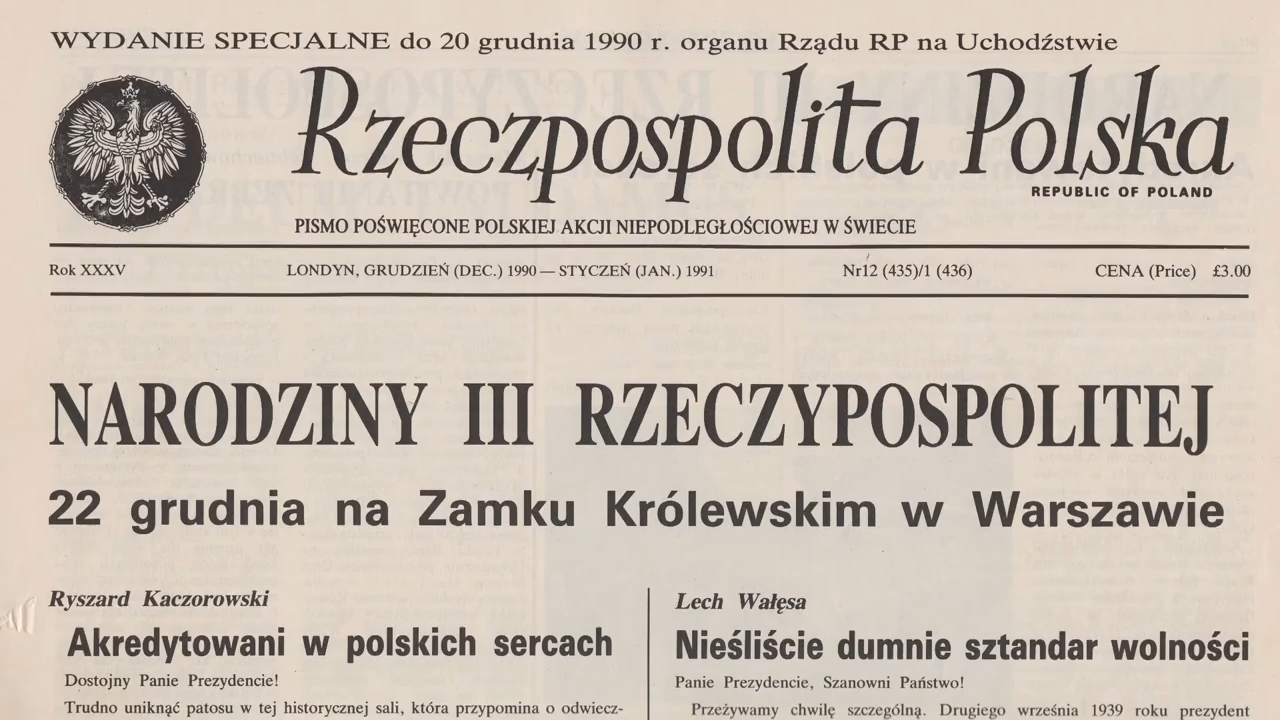 WYDANIE SPECJALNE do 20 grudnia 1990 r. organu Rządu RP na Uchodźstwie
Rzeczpospolita Polska
REPUBLIC OF POLAND
PISMO POŚWIĘCONE POLSKIEJ AKCJI NIEPODLEGŁOŚCIOWEJ W ŚWIECIE
Rok XXXV LONDYN, GRUDZIEŃ (DEC.) 1990 — STYCZEŃ (JAN.) 1991 Nr12 (435)/1 (436) CENA (Price) £3.00
NARODZINY III RZECZYPOSPOLITEJ
22 grudnia na Zamku Królewskim w Warszawie
Ryszard Kaczorowski
Akredytowani w polskich sercach
Dostojny Panie Prezydencie!
Trudno uniknąć patosu w tej historycznej sali, która przypomina o odwiecz-
Lech Wałęsa
Nieśliście dumnie sztandar wolności
Panie Prezydencie, Szanowni Państwo!
Przeżywamy chwilę szczególną. Drugiego września 1939 roku prezydent